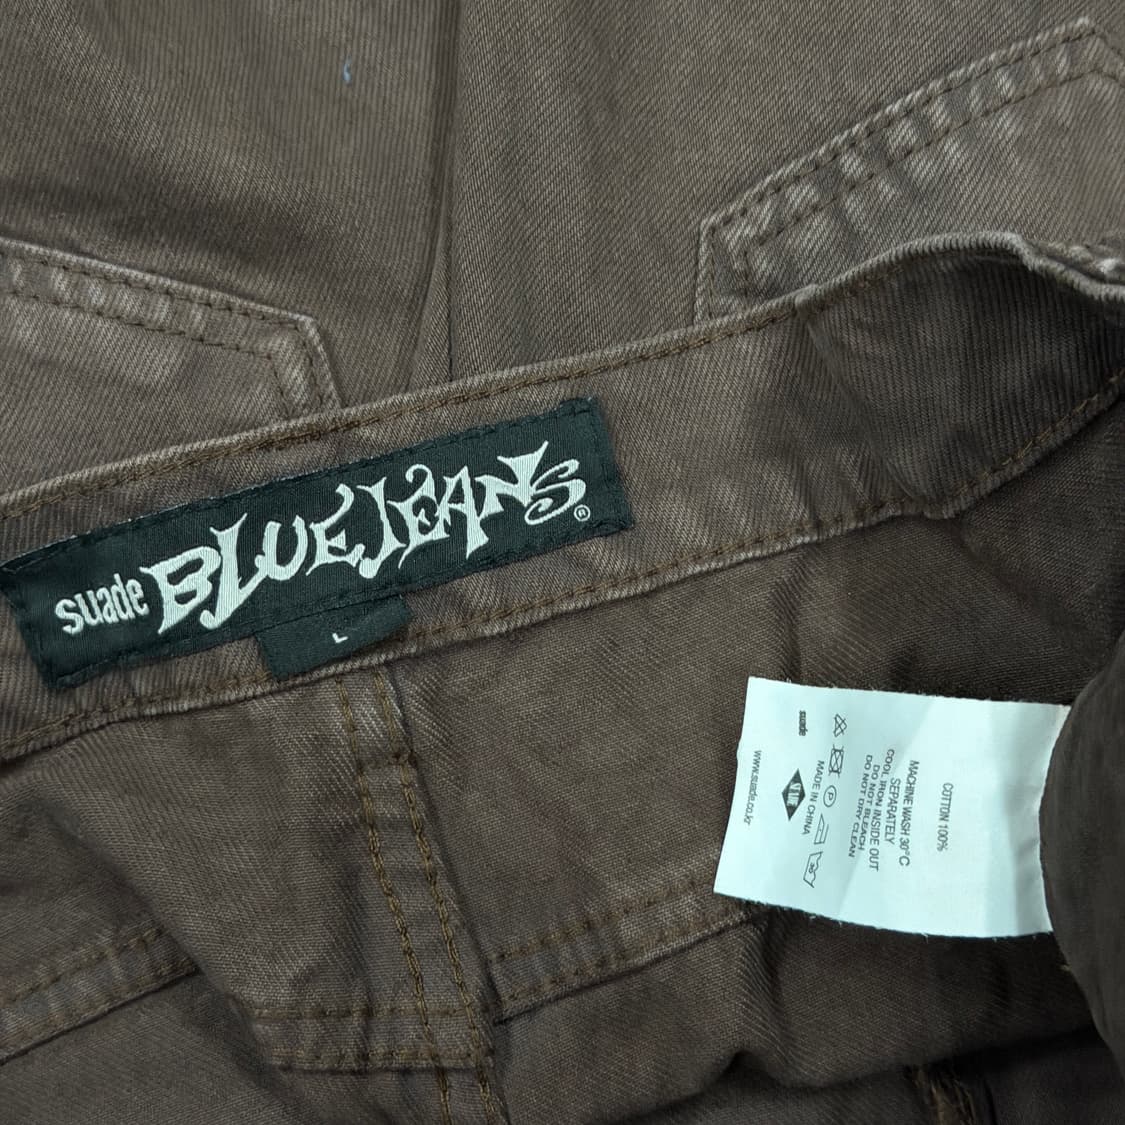 suade BLUEJEANS®
L
COTTON 100%
MACHINE WASH 30°C
SEPARATELY
COOL IRON INSIDE OUT
DO NOT BLEACH
DO NOT DRY CLEAN
30
P
MADE IN CHINA
suade
www.suade.co.kr